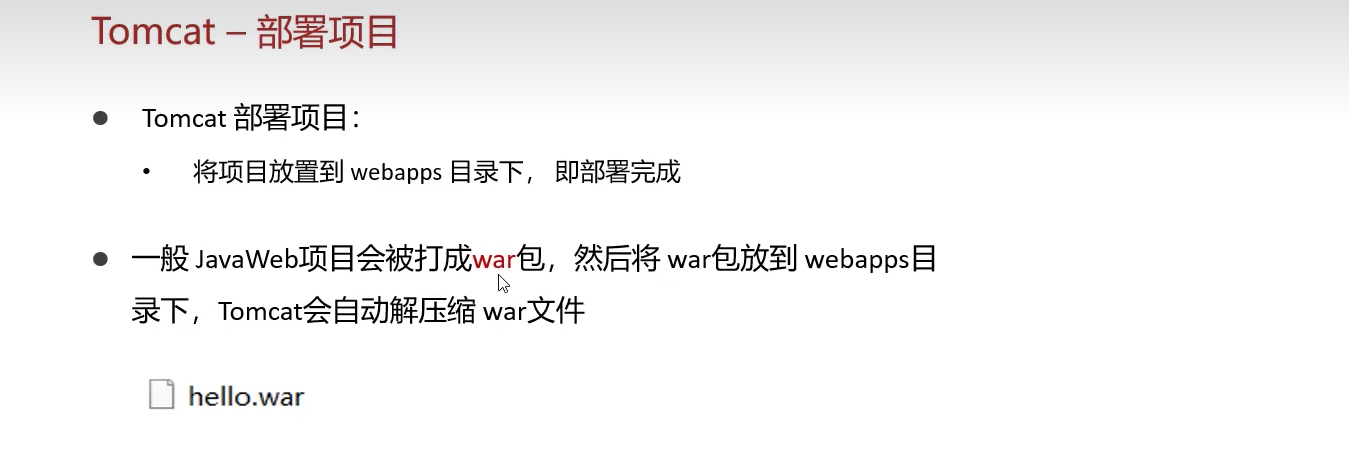 Tomcat – 部署项目
Tomcat 部署项目：
将项目放置到 webapps 目录下， 即部署完成
一般 JavaWeb项目会被打成war包，然后将 war包放到 webapps目
录下，Tomcat会自动解压缩 war文件
hello.war